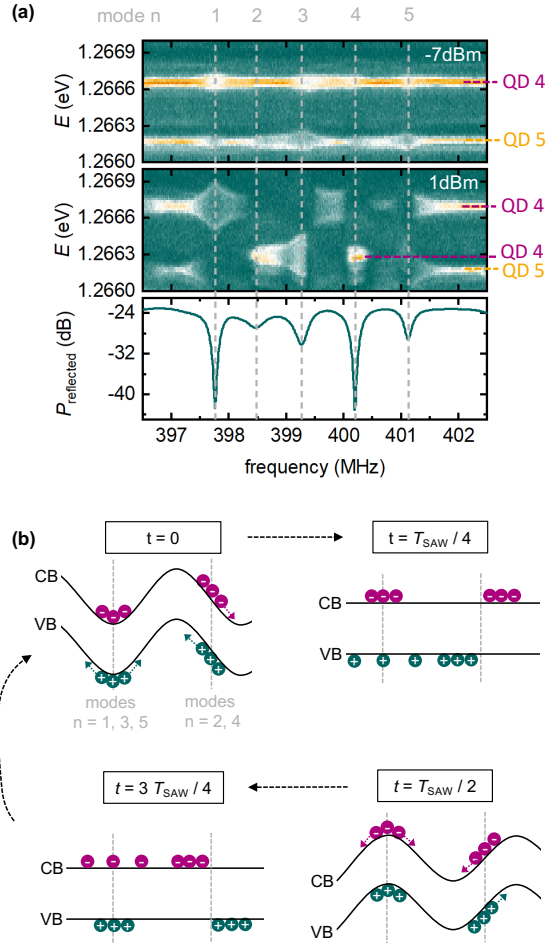 mode n 1 2 3 4 5
(a)
-7dBm
1.2669
1.2666
1.2663
1.2660
E (eV)
QD 4
QD 5
1dBm
1.2669
1.2666
1.2663
1.2660
E (eV)
QD 4
QD 4
QD 5
-24
-32
-40
P_reflected (dB)
397 398 399 400 401 402
frequency (MHz)
(b)
t = 0
t = T_SAW / 4
CB
VB
modes
n = 1, 3, 5
modes
n = 2, 4
CB
VB
t = 3 T_SAW / 4
t = T_SAW / 2
CB
VB
CB
VB